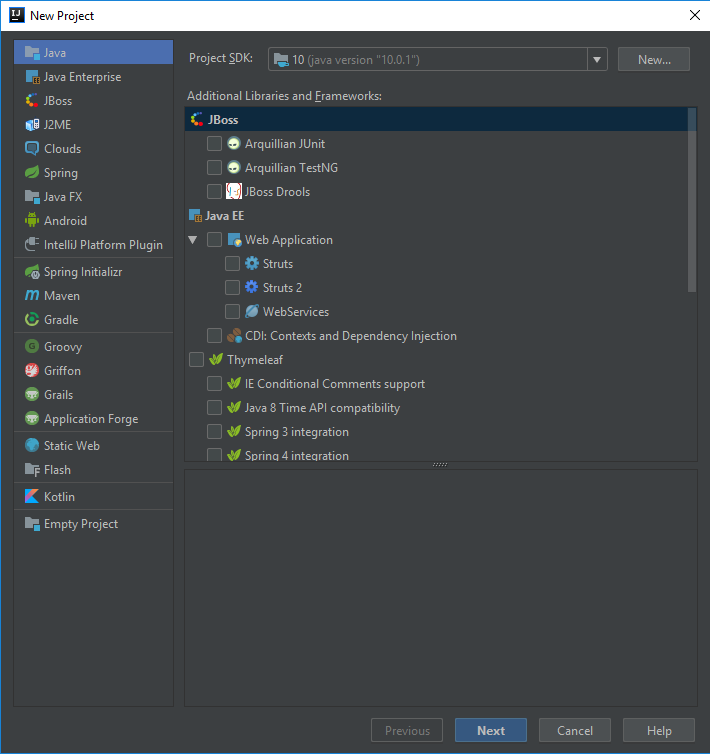 New Project
Java
Java Enterprise
JBoss
J2ME
Clouds
Spring
Java FX
Android
IntelliJ Platform Plugin
Spring Initializr
Maven
Gradle
Groovy
Griffon
Grails
Application Forge
Static Web
Flash
Kotlin
Empty Project
Project SDK: 10 (java version "10.0.1") New...
Additional Libraries and Frameworks:
JBoss
Arquillian JUnit
Arquillian TestNG
JBoss Drools
Java EE
Web Application
Struts
Struts 2
WebServices
CDI: Contexts and Dependency Injection
Thymeleaf
IE Conditional Comments support
Java 8 Time API compatibility
Spring 3 integration
Spring 4 integration
Previous Next Cancel Help